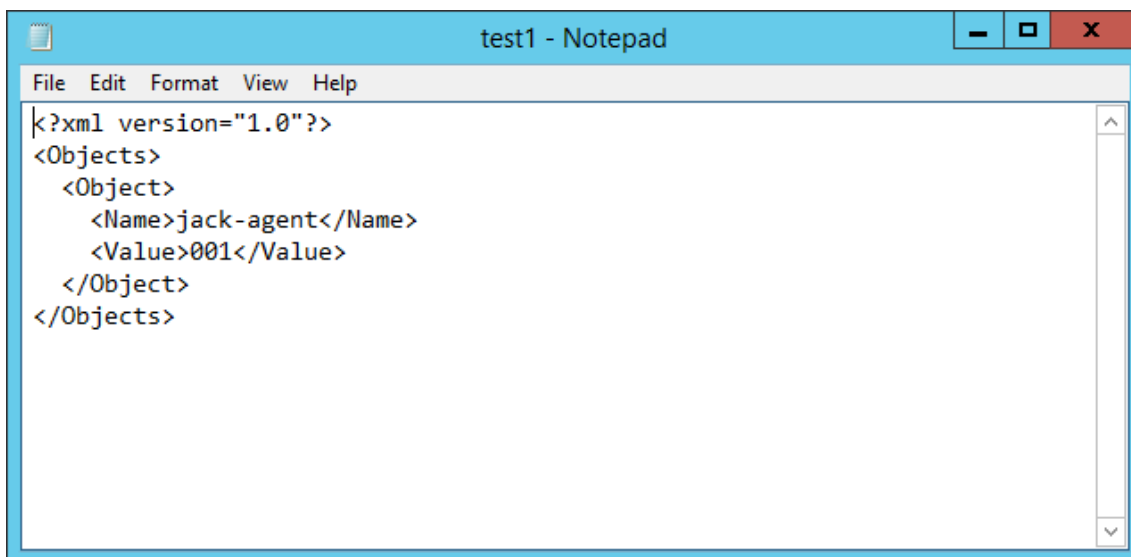 test1 - Notepad
File Edit Format View Help
<?xml version="1.0"?>
<Objects>
  <Object>
    <Name>jack-agent</Name>
    <Value>001</Value>
  </Object>
</Objects>